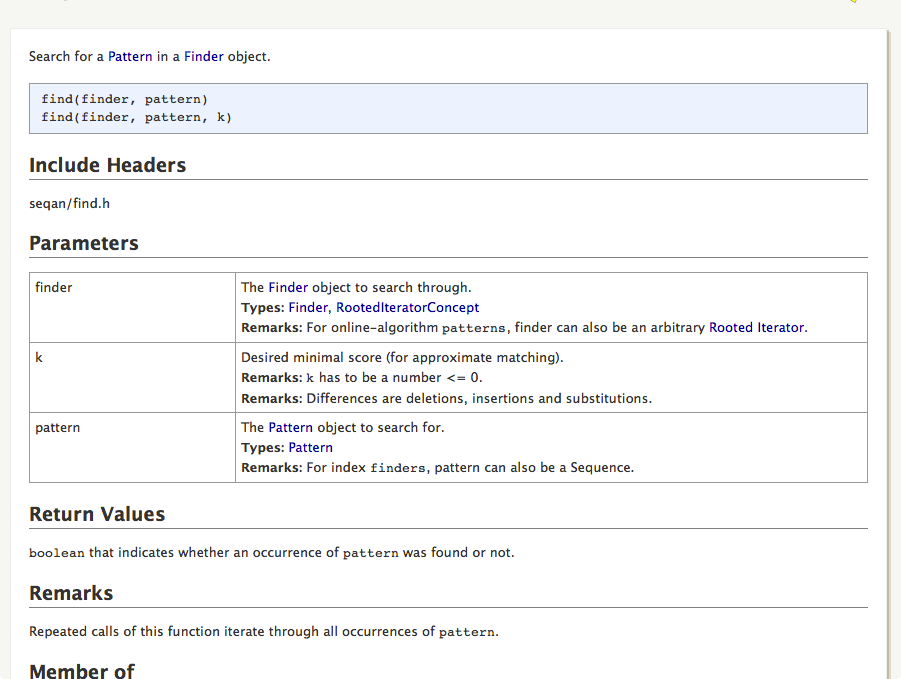 Search for a Pattern in a Finder object.
find(finder, pattern)
find(finder, pattern, k)
Include Headers
seqan/find.h
Parameters
finder
The Finder object to search through.
Types: Finder, RootedIteratorConcept
Remarks: For online-algorithm patterns, finder can also be an arbitrary Rooted Iterator.
k
Desired minimal score (for approximate matching).
Remarks: k has to be a number <= 0.
Remarks: Differences are deletions, insertions and substitutions.
pattern
The Pattern object to search for.
Types: Pattern
Remarks: For index finders, pattern can also be a Sequence.
Return Values
boolean that indicates whether an occurrence of pattern was found or not.
Remarks
Repeated calls of this function iterate through all occurrences of pattern.
Member of